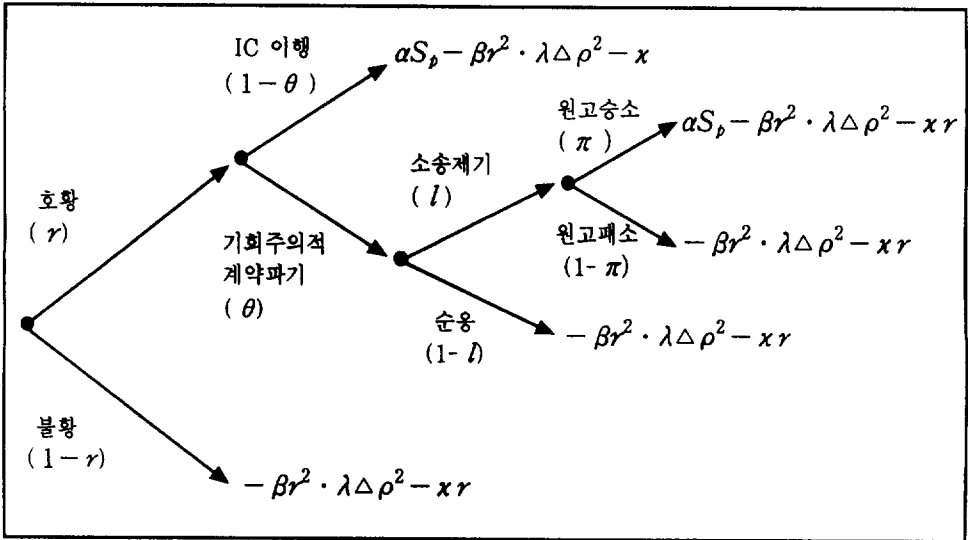 IC 이행
(1-θ)
αS_p - βr² · λ△ρ² - x
원고승소
(π)
αS_p - βr² · λ△ρ² - xr
소송제기
(l)
호황
(r)
원고패소
(1-π)
-βr² · λ△ρ² - xr
기회주의적
계약파기
(θ)
순응
(1-l)
-βr² · λ△ρ² - xr
불황
(1-r)
-βr² · λ△ρ² - xr